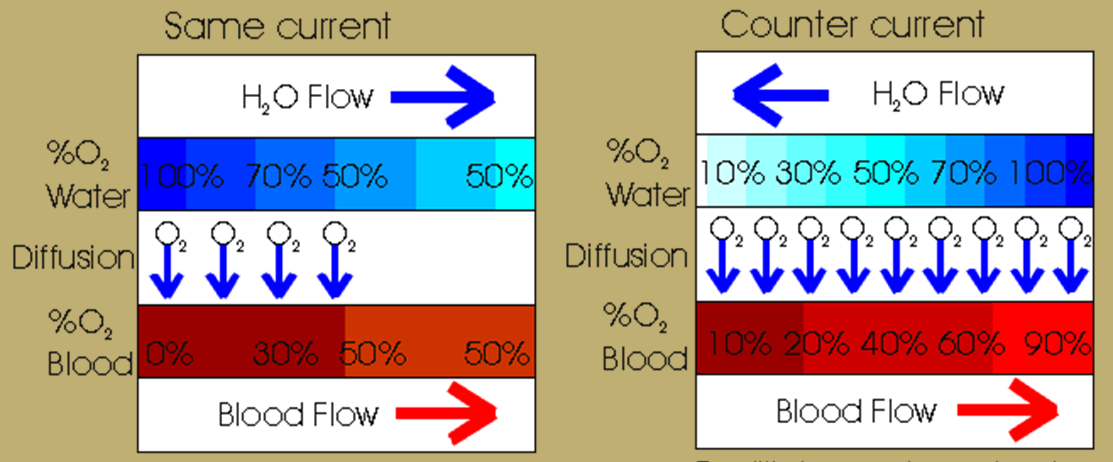 Same current
H₂O Flow
%O₂
Water
100% 70% 50% 50%
O₂ O₂ O₂ O₂
Diffusion
%O₂
Blood
0% 30% 50% 50%
Blood Flow
Counter current
H₂O Flow
%O₂
Water
10% 30% 50% 70% 100%
O₂ O₂ O₂ O₂ O₂ O₂ O₂ O₂ O₂
Diffusion
%O₂
Blood
10% 20% 40% 60% 90%
Blood Flow